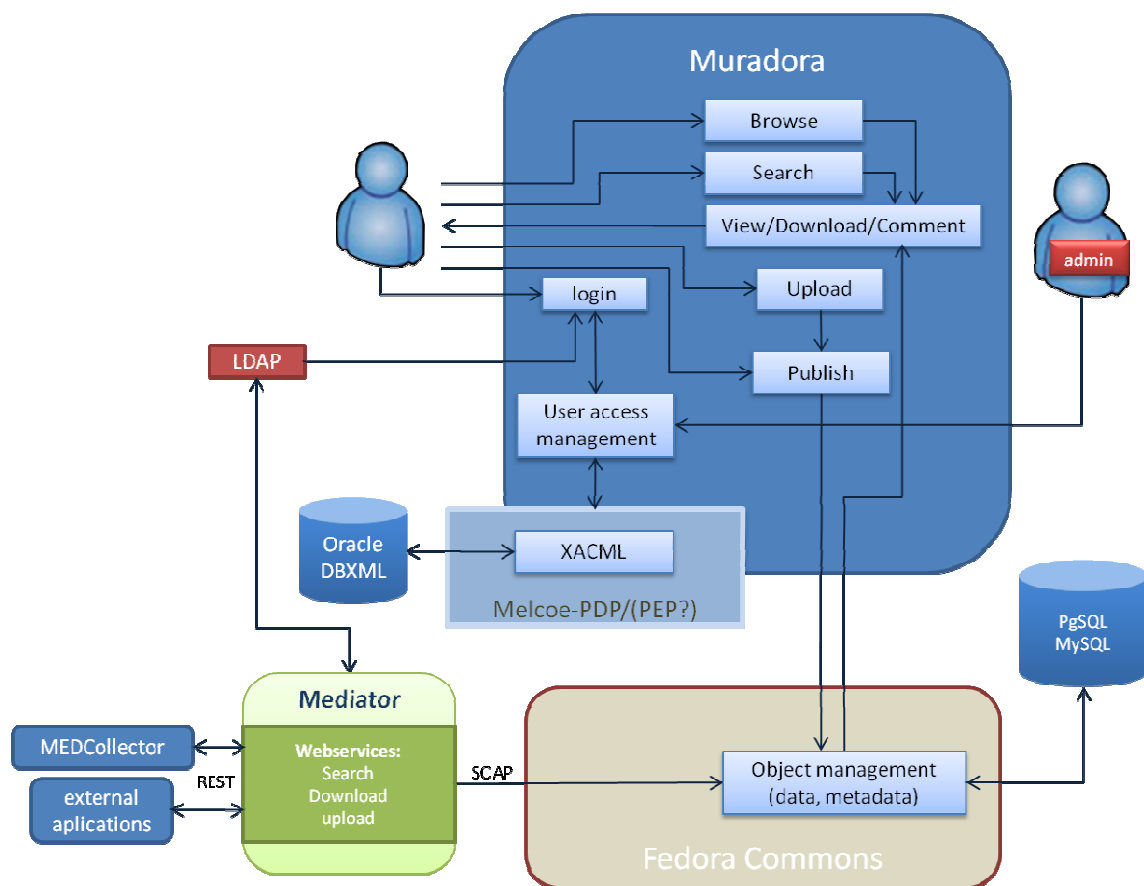 Muradora
Browse
Search
View/Download/Comment
admin
login
Upload
LDAP
Publish
User access
management
Oracle
DBXML
XACML
Melcoe-PDP/(PEP?)
PgSQL
MySQL
Mediator
MEDCollector
Webservices:
Search
Download
upload
REST
SCAP
external
aplications
Object management
(data, metadata)
Fedora Commons